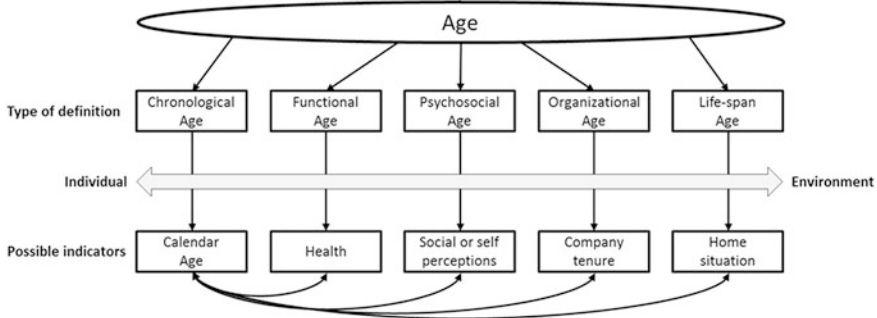 Age
Type of definition
Chronological
Age
Functional
Age
Psychosocial
Age
Organizational
Age
Life-span
Age
Individual
Environment
Possible indicators
Calendar
Age
Health
Social or self
perceptions
Company
tenure
Home
situation